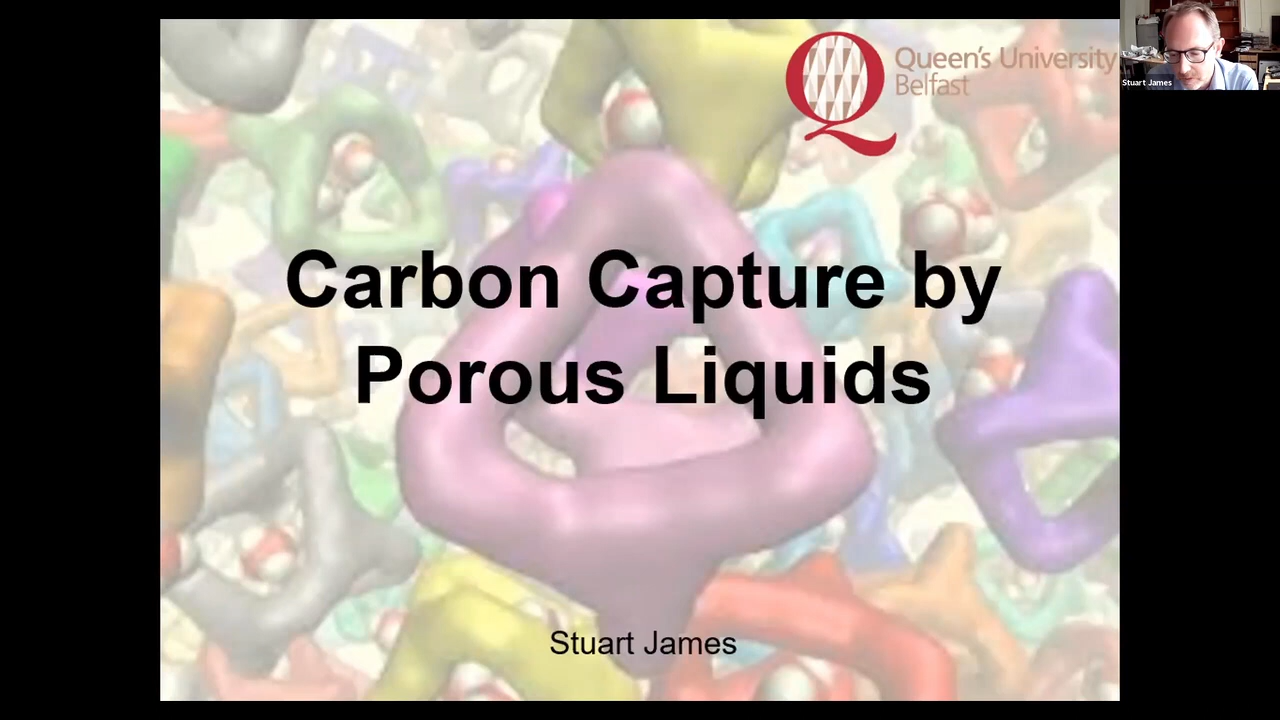 Queen's University
Belfast
Stuart James
Carbon Capture by
Porous Liquids
Stuart James